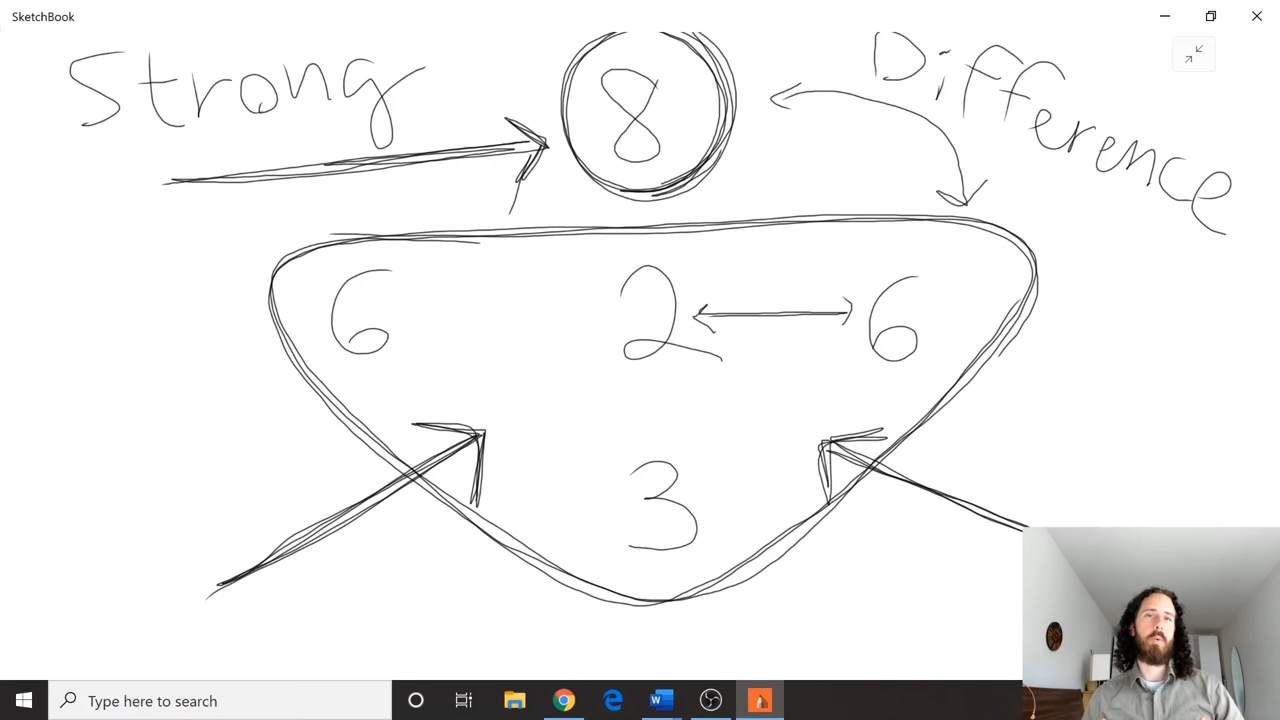 SketchBook
Strong
8
Difference
6 2 6
3
Type here to search